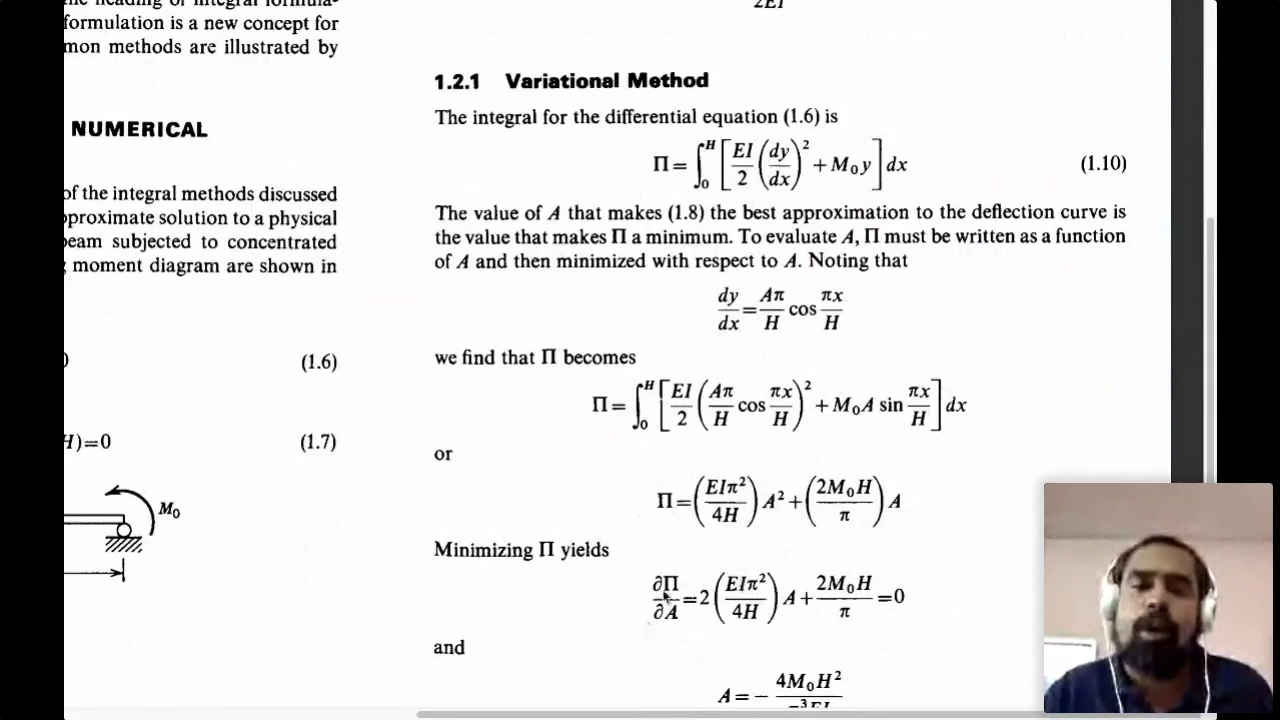 formulation is a new concept for
mon methods are illustrated by
NUMERICAL
of the integral methods discussed
proximate solution to a physical
beam subjected to concentrated
moment diagram are shown in
(1.6)
H)=0 (1.7)
M₀
2EI
1.2.1 Variational Method
The integral for the differential equation (1.6) is
Π = ∫₀ᴴ [EI/2 (dy/dx)² + M₀y] dx (1.10)
The value of A that makes (1.8) the best approximation to the deflection curve is
the value that makes Π a minimum. To evaluate A, Π must be written as a function
of A and then minimized with respect to A. Noting that
dy/dx = Aπ/H cos πx/H
we find that Π becomes
Π = ∫₀ᴴ [EI/2 (Aπ/H cos πx/H)² + M₀A sin πx/H] dx
or
Π = (EIπ²/4H) A² + (2M₀H/π) A
Minimizing Π yields
∂Π/∂A = 2 (EIπ²/4H) A + 2M₀H/π = 0
and
A = − 4M₀H²